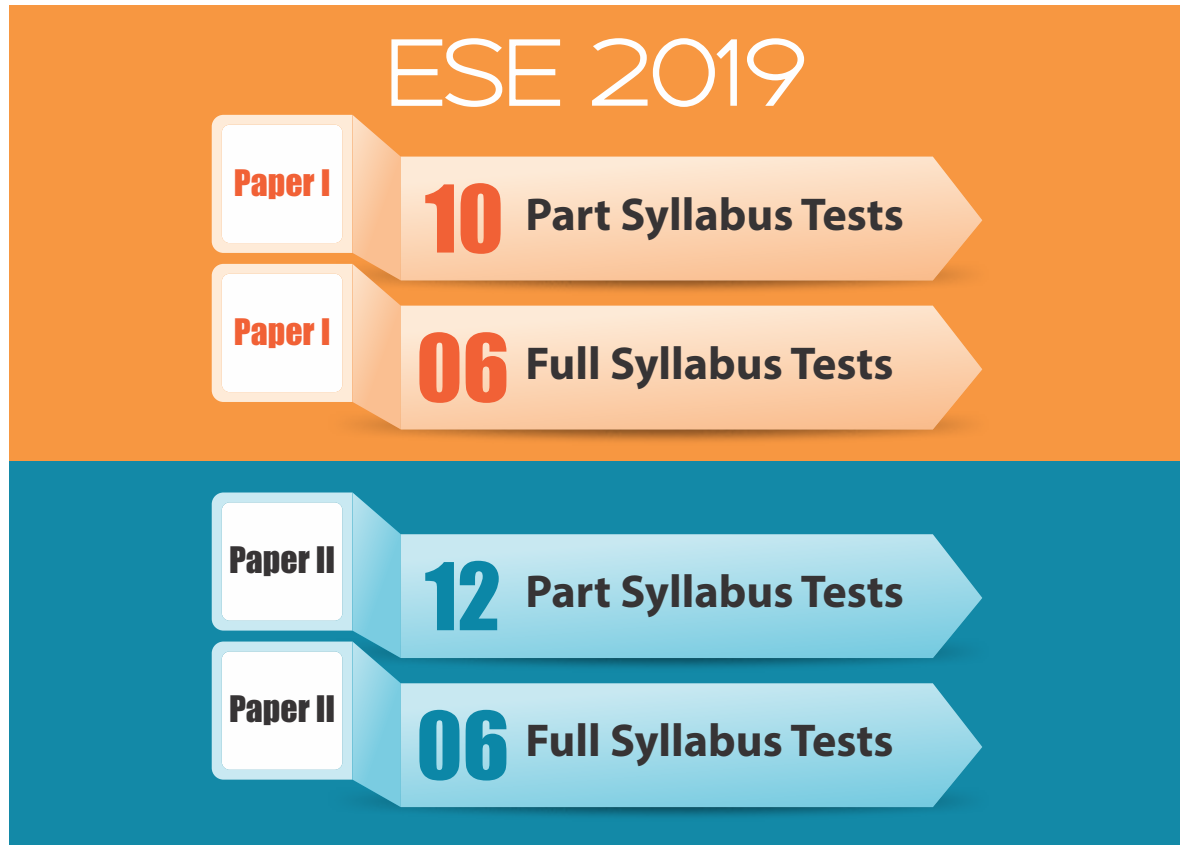 ESE 2019
Paper I
10 Part Syllabus Tests
Paper I
06 Full Syllabus Tests
Paper II
12 Part Syllabus Tests
Paper II
06 Full Syllabus Tests